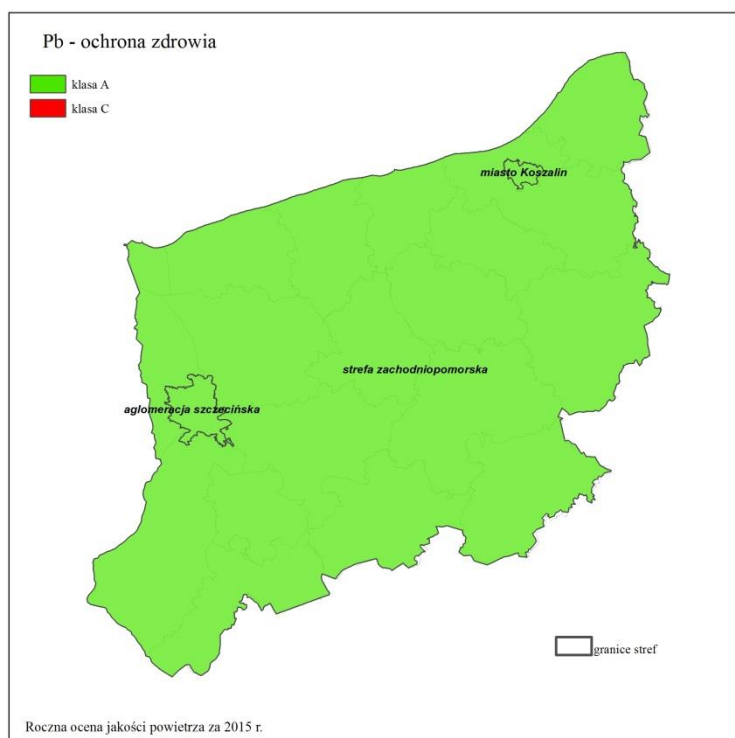 Pb - ochrona zdrowia
klasa A
klasa C
miasto Koszalin
strefa zachodniopomorska
aglomeracja szczecińska
granice stref
Roczna ocena jakości powietrza za 2015 r.